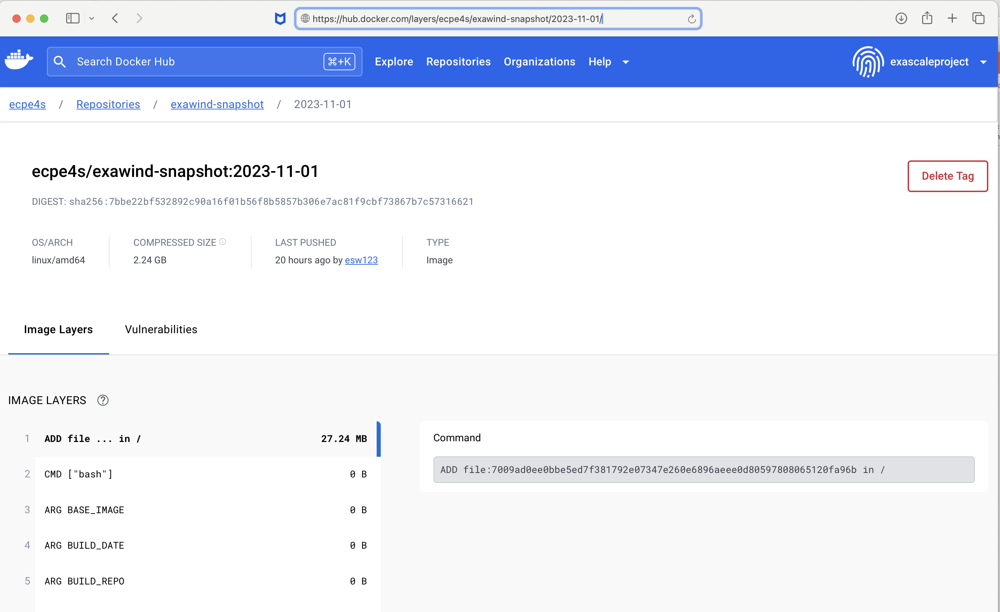 https://hub.docker.com/layers/ecpe4s/exawind-snapshot/2023-11-01/
Search Docker Hub ⌘+K Explore Repositories Organizations Help exascaleproject
ecpe4s / Repositories / exawind-snapshot / 2023-11-01
ecpe4s/exawind-snapshot:2023-11-01
Delete Tag
DIGEST: sha256:7bbe22bf532892c90a16f01b56f8b5857b306e7ac81f9cbf73867b7c57316621
OS/ARCH COMPRESSED SIZE LAST PUSHED TYPE
linux/amd64 2.24 GB 20 hours ago by esw123 Image
Image Layers Vulnerabilities
IMAGE LAYERS
1 ADD file ... in / 27.24 MB
2 CMD ["bash"] 0 B
3 ARG BASE_IMAGE 0 B
4 ARG BUILD_DATE 0 B
5 ARG BUILD_REPO 0 B
Command
ADD file:7009ad0ee0bbe5ed7f381792e07347e260e6896aeee0d80597808065120fa96b in /